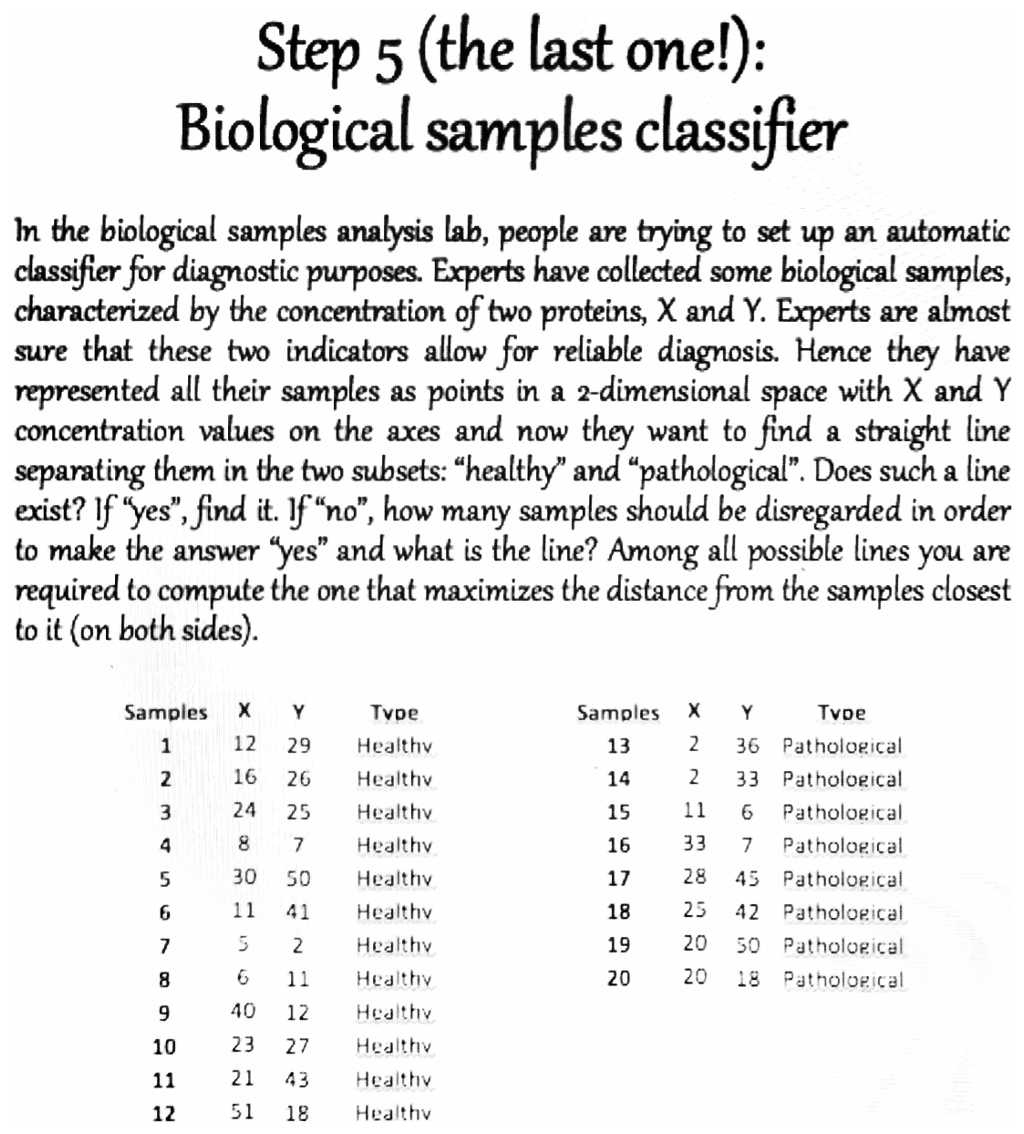 Step 5 (the last one!):
Biological samples classifier
In the biological samples analysis lab, people are trying to set up an automatic
classifier for diagnostic purposes. Experts have collected some biological samples,
characterized by the concentration of two proteins, X and Y. Experts are almost
sure that these two indicators allow for reliable diagnosis. Hence they have
represented all their samples as points in a 2-dimensional space with X and Y
concentration values on the axes and now they want to find a straight line
separating them in the two subsets: “healthy” and “pathological”. Does such a line
exist? If “yes”, find it. If “no”, how many samples should be disregarded in order
to make the answer “yes” and what is the line? Among all possible lines you are
required to compute the one that maximizes the distance from the samples closest
to it (on both sides).
Samples X Y Type Samples X Y Type
1 12 29 Healthy 13 2 36 Pathological
2 16 26 Healthy 14 2 33 Pathological
3 24 25 Healthy 15 11 6 Pathological
4 8 7 Healthy 16 33 7 Pathological
5 30 50 Healthy 17 28 45 Pathological
6 11 41 Healthy 18 25 42 Pathological
7 5 2 Healthy 19 20 50 Pathological
8 6 11 Healthy 20 20 18 Pathological
9 40 12 Healthy
10 23 27 Healthy
11 21 43 Healthy
12 51 18 Healthy